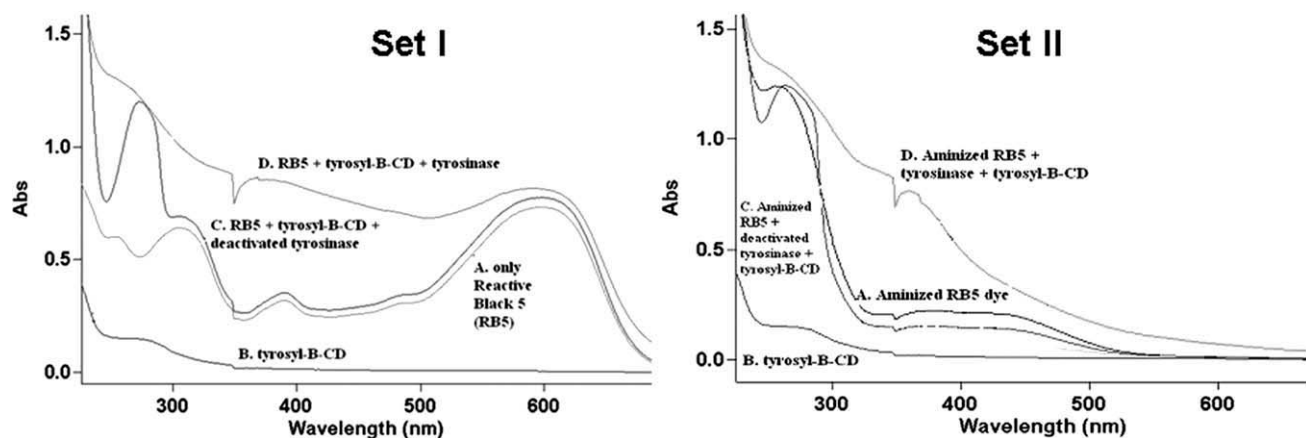 Set I
1.5
1.0
0.5
0.0
Abs
D. RB5 + tyrosyl-B-CD + tyrosinase
C. RB5 + tyrosyl-B-CD +
deactivated tyrosinase
A. only
Reactive
Black 5
(RB5)
B. tyrosyl-B-CD
300
400
500
600
Wavelength (nm)
Set II
1.5
1.0
0.5
0.0
Abs
D. Aminized RB5 +
tyrosinase + tyrosyl-B-CD
C. Aminized
RB5 +
deactivated
tyrosinase +
tyrosyl-B-CD
A. Aminized RB5 dye
B. tyrosyl-B-CD
300
400
500
600
Wavelength (nm)